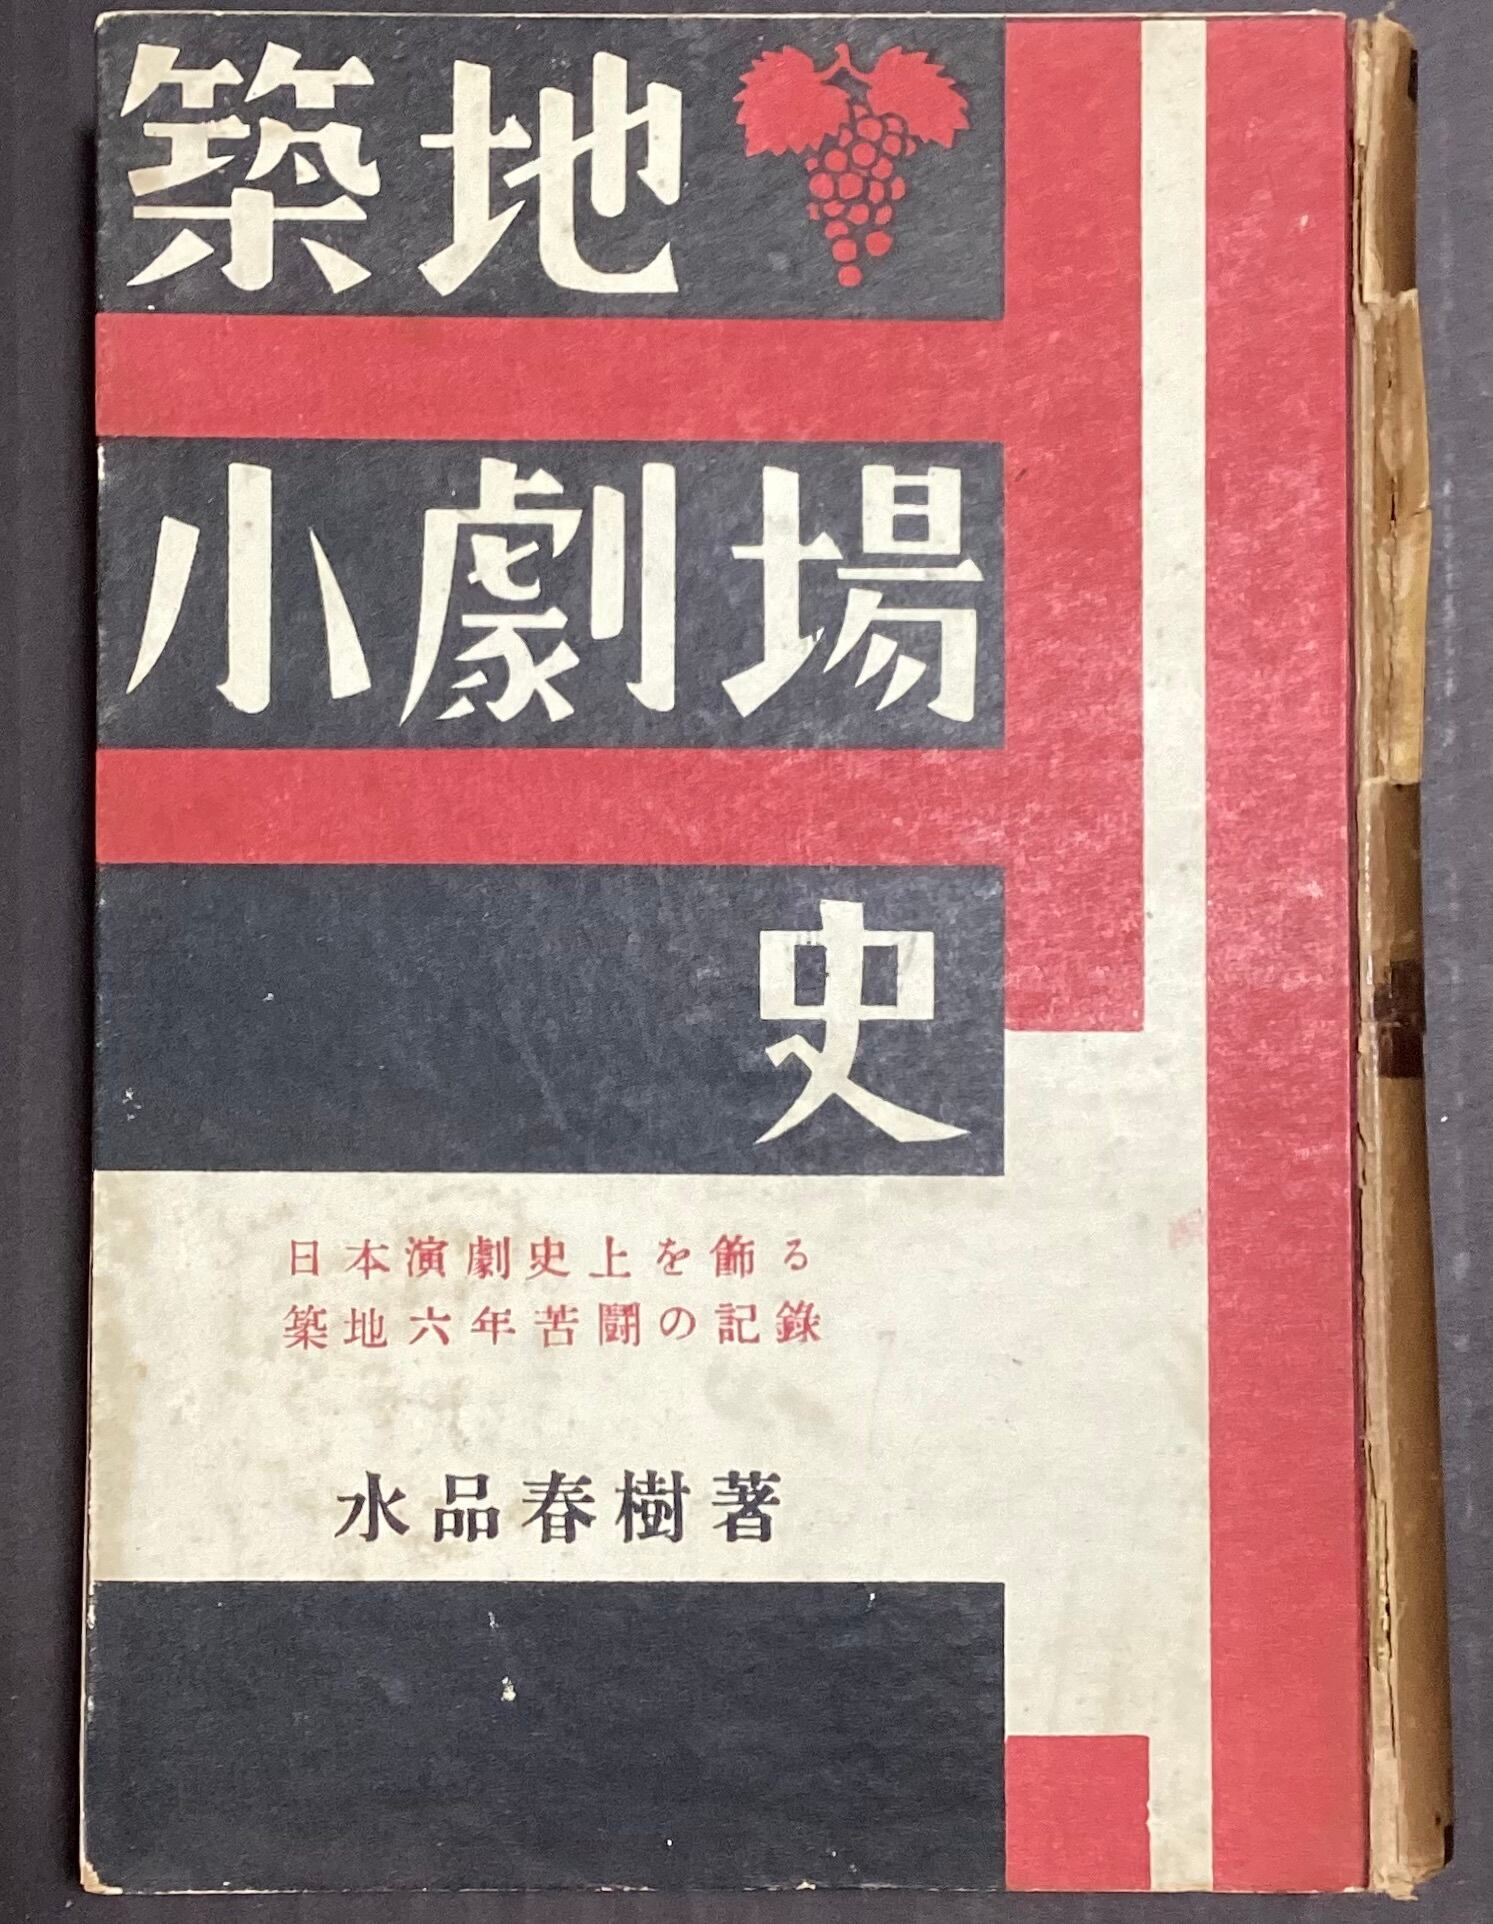 築地
小劇場
史
日本演劇史上を飾る
築地六年苦鬪の記錄
水品春樹著